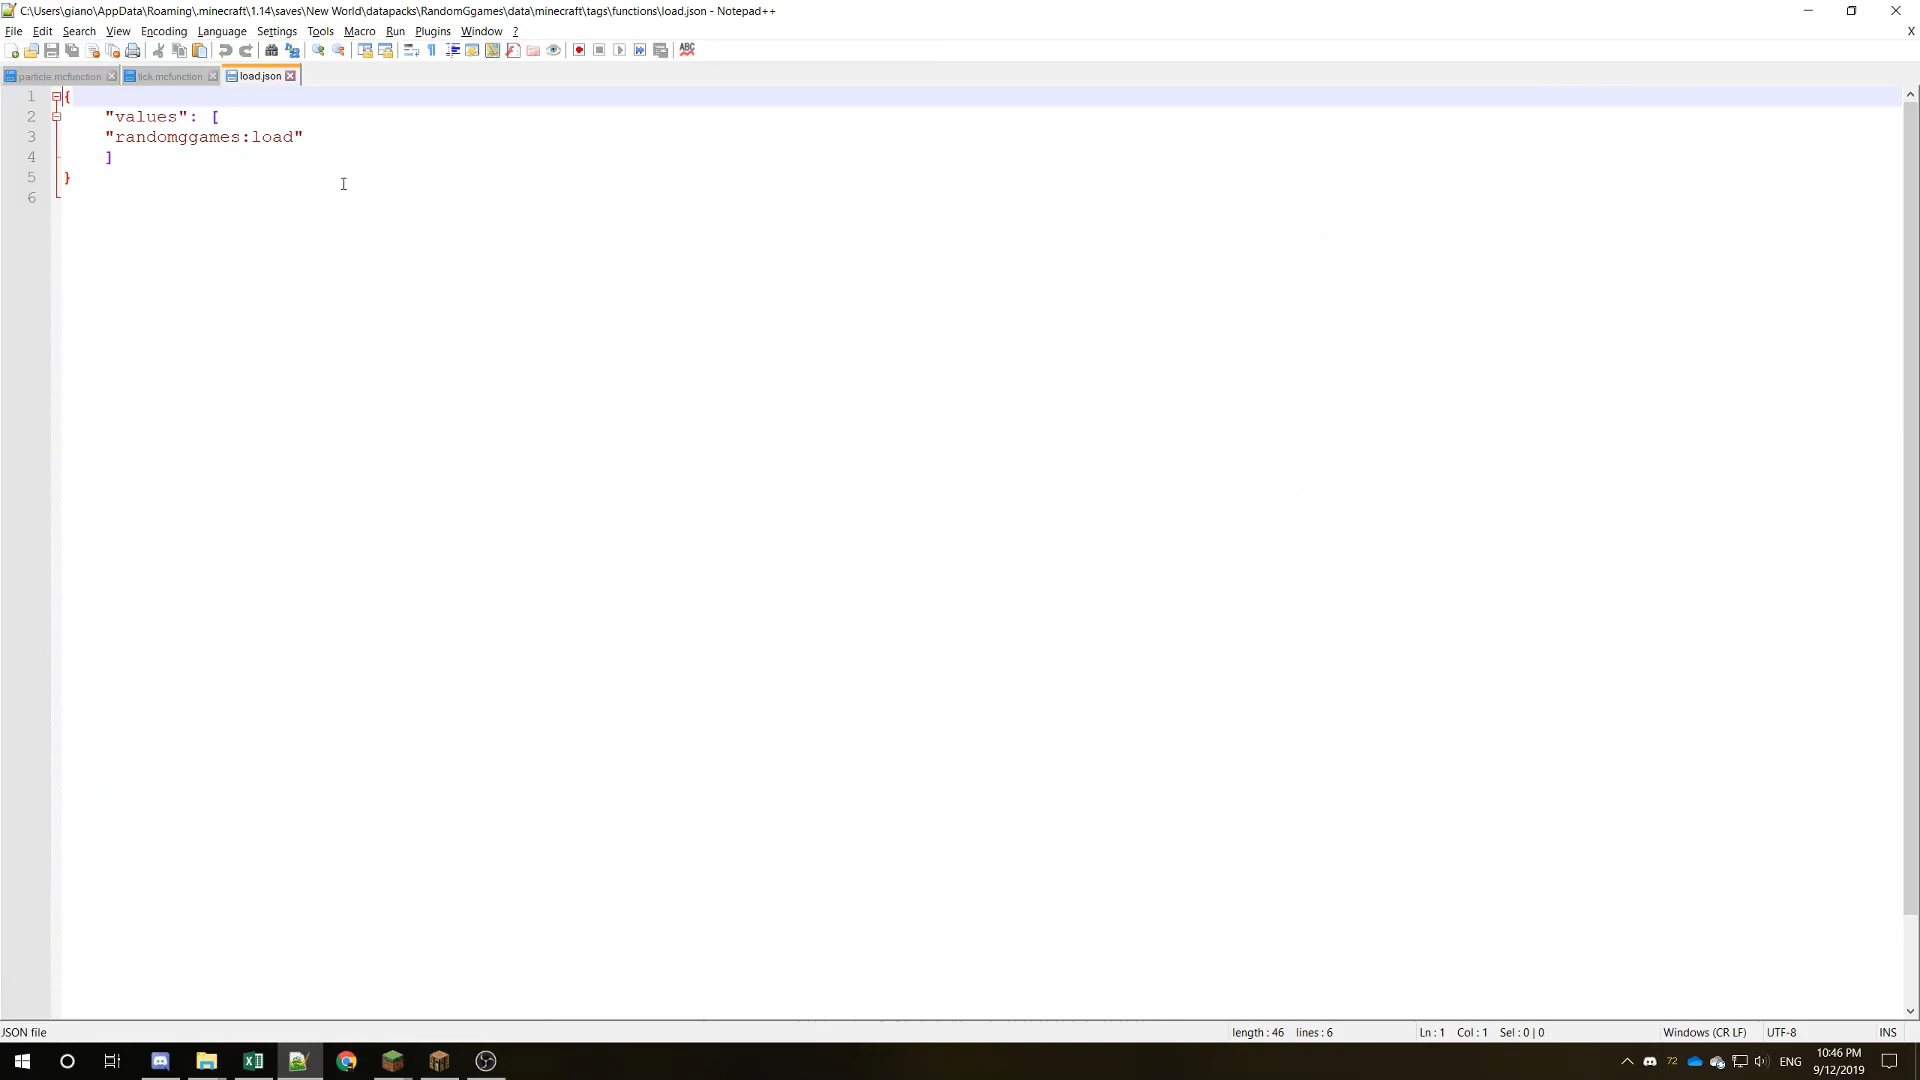 C:\Users\giano\AppData\Roaming\.minecraft\1.14\saves\New World\datapacks\RandomGgames\data\minecraft\tags\functions\load.json - Notepad++
File Edit Search View Encoding Language Settings Tools Macro Run Plugins Window ? X
particle.mcfunction tick.mcfunction load.json
1 {
2 "values": [
3 "randomggames:load"
4 ]
5 }
6
JSON file length : 46 lines : 6 Ln : 1 Col : 1 Sel : 0 | 0 Windows (CR LF) UTF-8 INS
72 ENG 10:46 PM
9/12/2019